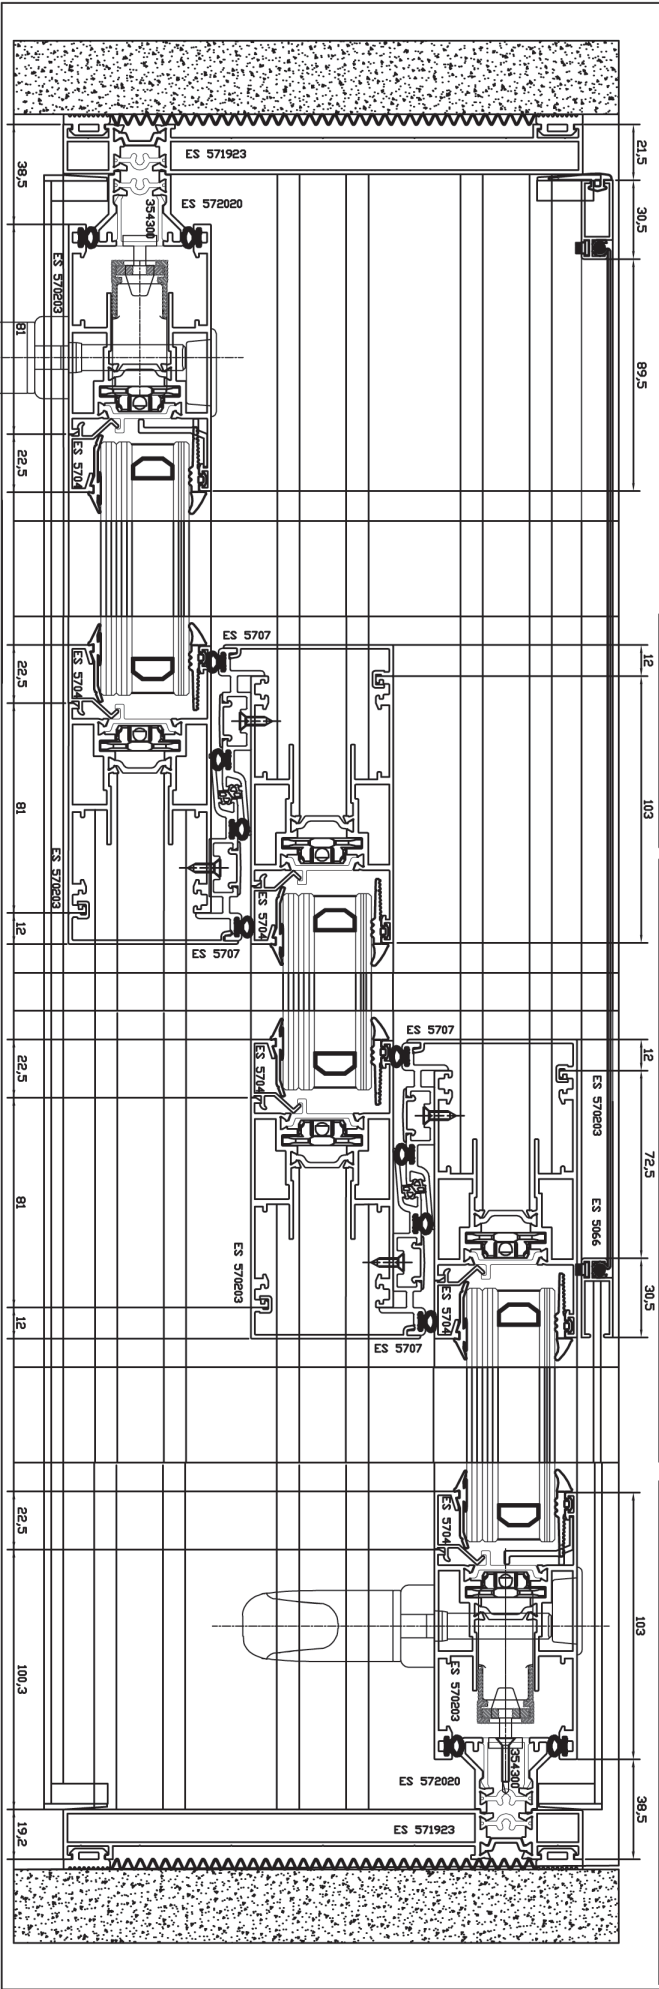 ES 571923
ES 572020
354300
ES 570203
ES 5704
ES 5707
ES 5704
ES 570203
ES 5707
ES 5704
ES 5707
ES 5704
ES 570203
ES 5066
ES 570203
ES 5704
ES 5707
ES 5704
ES 570203
354300
ES 572020
ES 571923
38,5
81
22,5
22,5
81
12
22,5
81
12
22,5
100,3
19,2
21,5
30,5
89,5
12
103
12
72,5
30,5
103
38,5